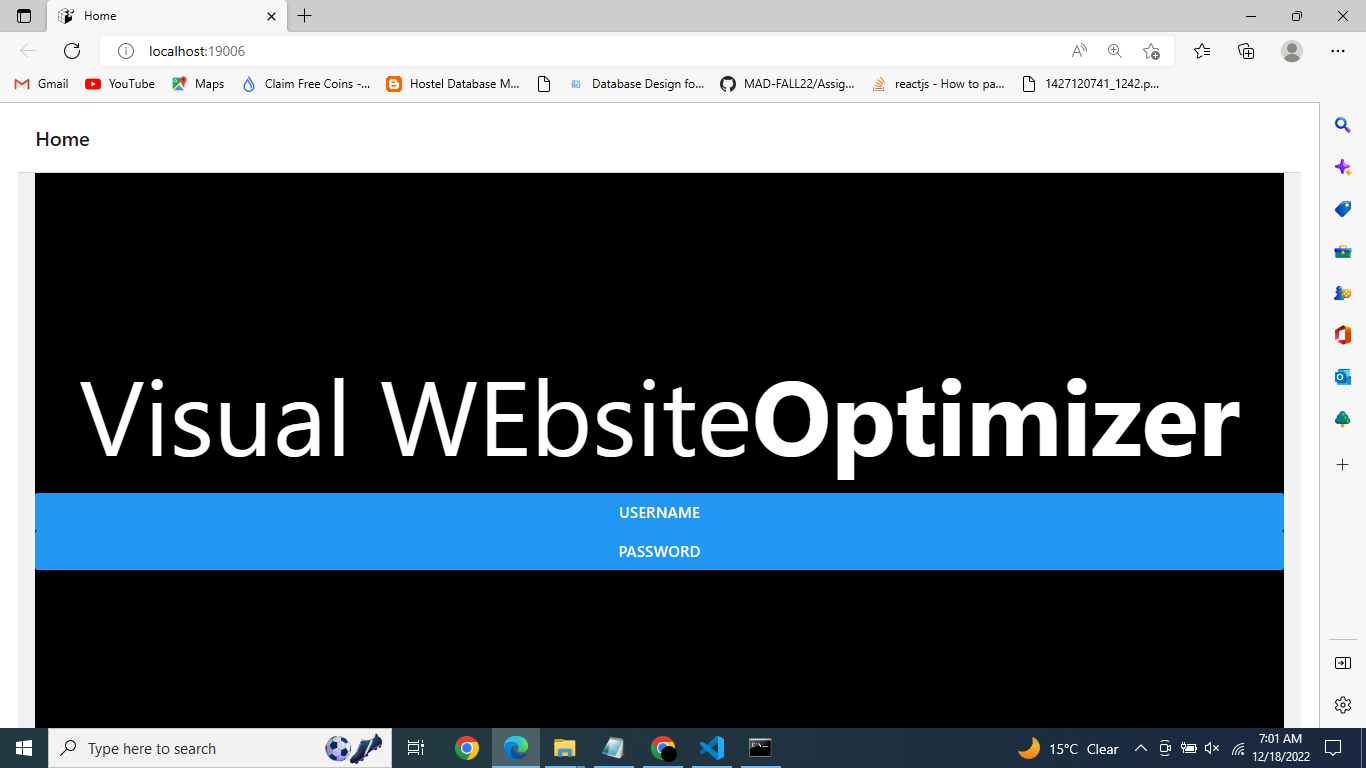 Home
localhost:19006
Gmail
YouTube
Maps
Claim Free Coins -...
Hostel Database M...
Database Design fo...
MAD-FALL22/Assig...
reactjs - How to pa...
1427120741_1242.p...
Home
Visual WEbsiteOptimizer
USERNAME
PASSWORD
Type here to search
15°C Clear
7:01 AM
12/18/2022